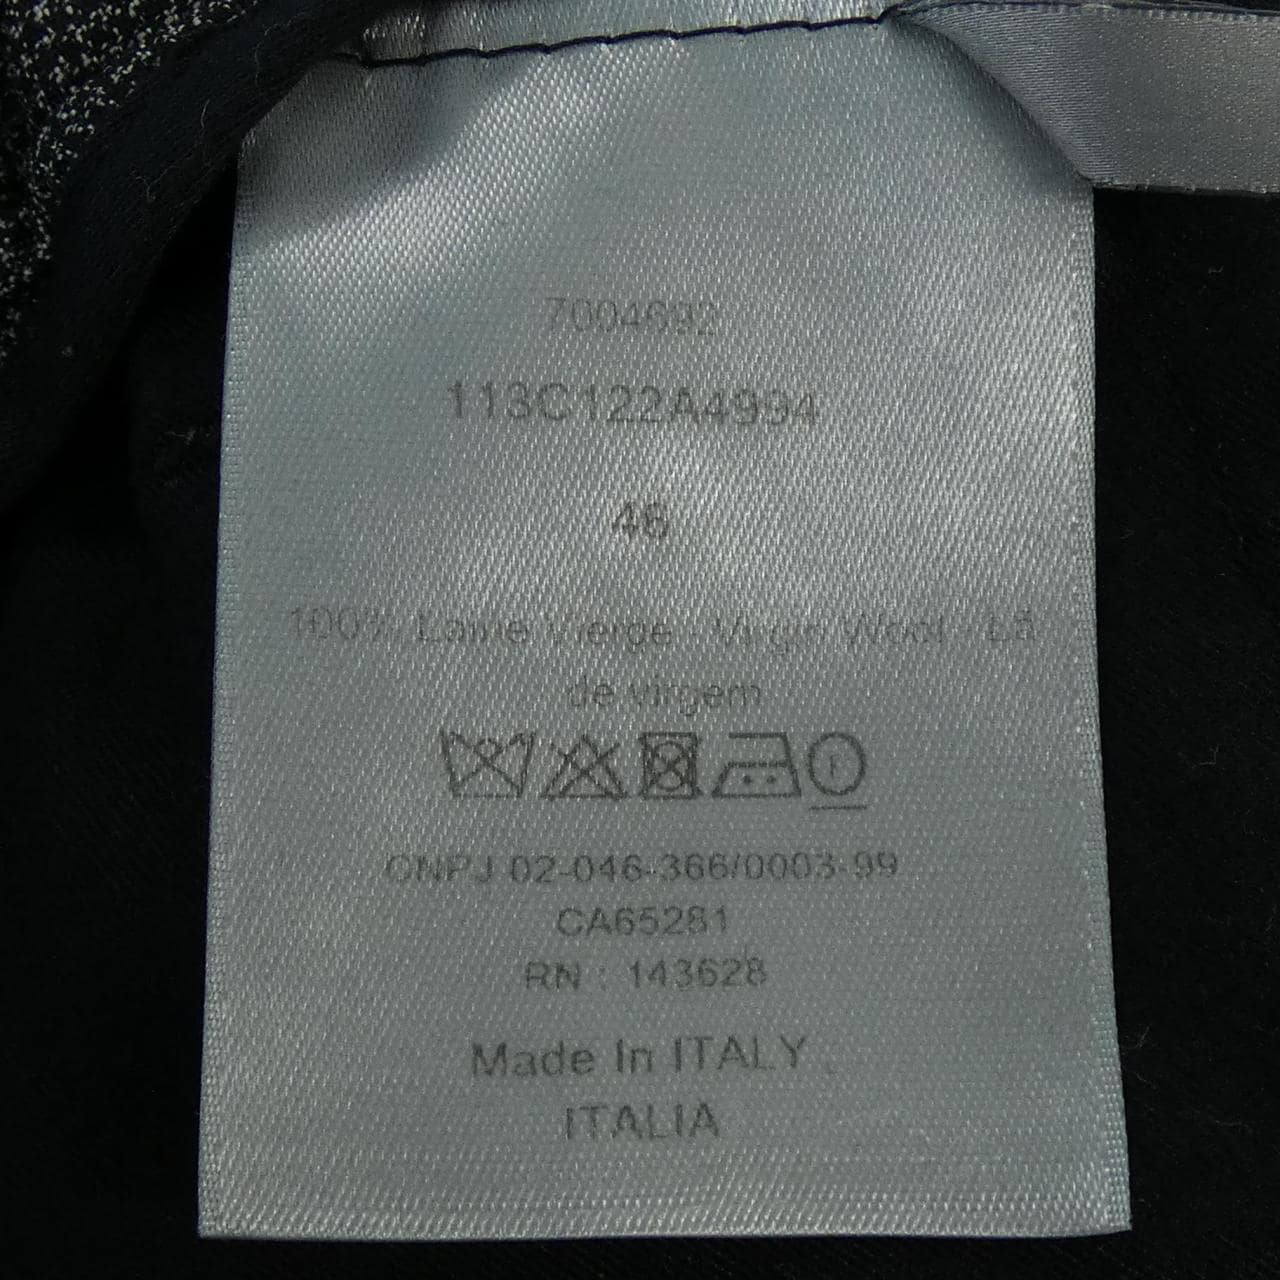 7004692
113C122A4994
46
100% Laine Vierge - Virgin Wool - Lã
de virgem
CNPJ 02-046-366/0003-99
CA65281
RN : 143628
Made In ITALY
ITALIA